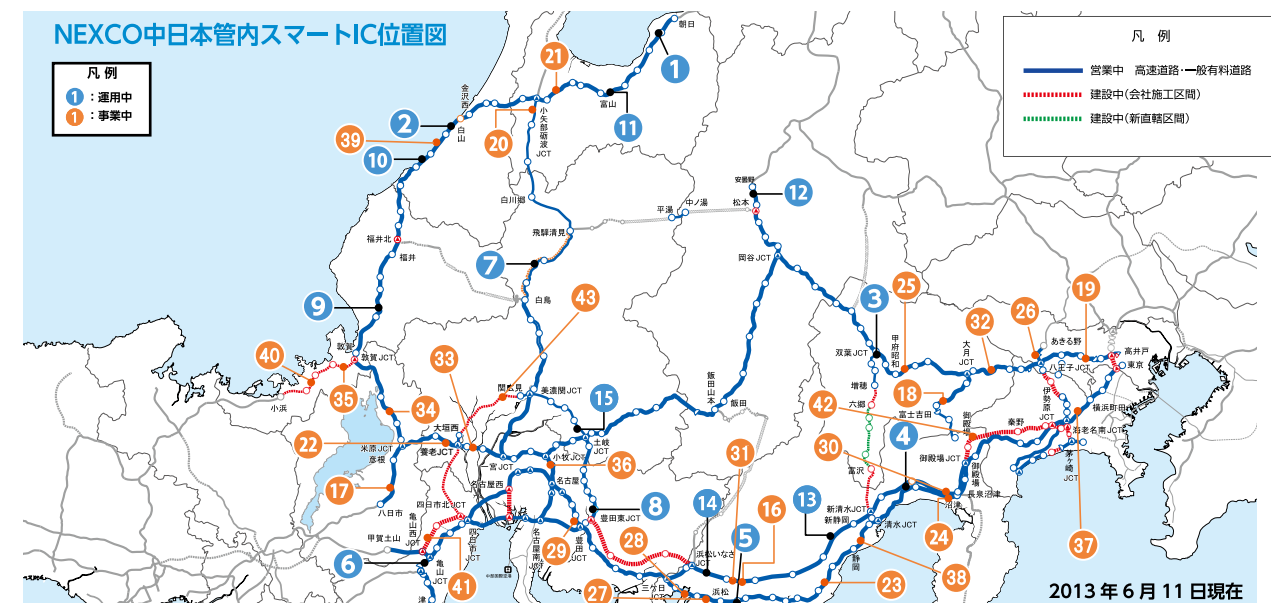 NEXCO中日本管内スマートIC位置図
凡 例
1 ：運用中
1 ：事業中
凡 例
営業中 高速道路・一般有料道路
建設中（会社施工区間）
建設中（新直轄区間）
朝日
1
21
金沢西
富山
11
2
白山
39
10
20
小矢部砺波JCT
安曇野
12
松本
白川郷
平湯
中ノ湯
飛騨清見
福井北
福井
7
岡谷JCT
白鳥
43
9
3
25
32
26
19
敦賀
敦賀JCT
40
33
双葉JCT
甲府昭和
大月JCT
あきる野
高井戸
八王子JCT
東京
関広見
美濃関JCT
35
小浜
34
15
飯田山本
飯田
増穂
六郷
18
42
富士吉田
伊勢原JCT
横浜町田
大垣西
22
養老JCT
米原JCT
彦根
土岐JCT
御殿場
秦野
海老名南JCT
30
4
御殿場JCT
御殿場
茅ヶ崎JCT
一宮JCT
小牧JCT
36
31
富沢
17
名古屋西
名古屋
長泉沼津
沼津
八日市
四日市北JCT
亀山西JCT
8
豊田東JCT
14
13
16
新清水JCT
新静岡
清水JCT
24
甲賀土山
四日市JCT
名古屋南JCT
29
豊田JCT
28
浜松いなさJCT
5
静岡
37
6
亀山JCT
41
中部国際空港
三ケ日JCT
27
浜松
23
38
津
2013 年 6 月 11 日現在